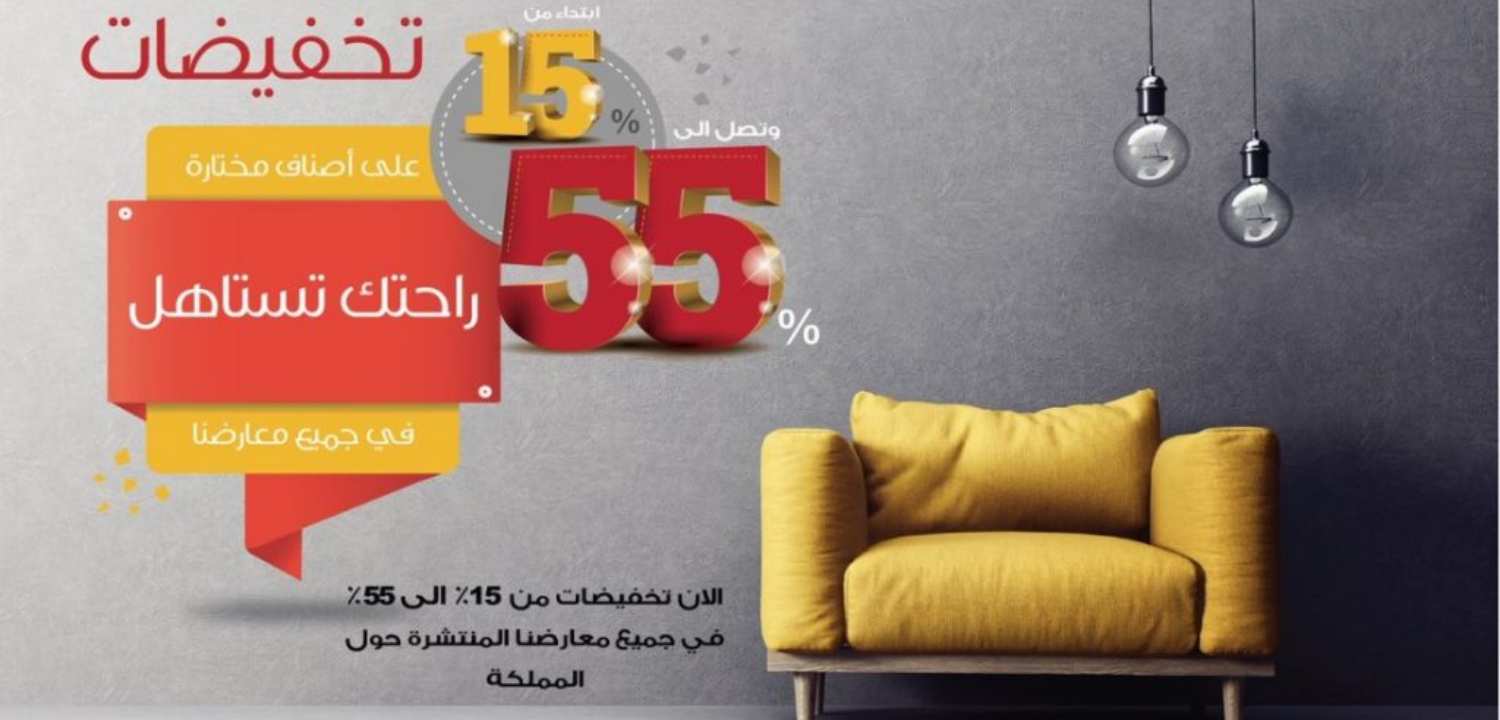 تخفيضات
ابتداء من
15%
وتصل الى
55%
على أصناف مختارة
راحتك تستاهل
في جميع معارضنا
الان تخفيضات من 15٪ الى 55٪
في جميع معارضنا المنتشرة حول
المملكة